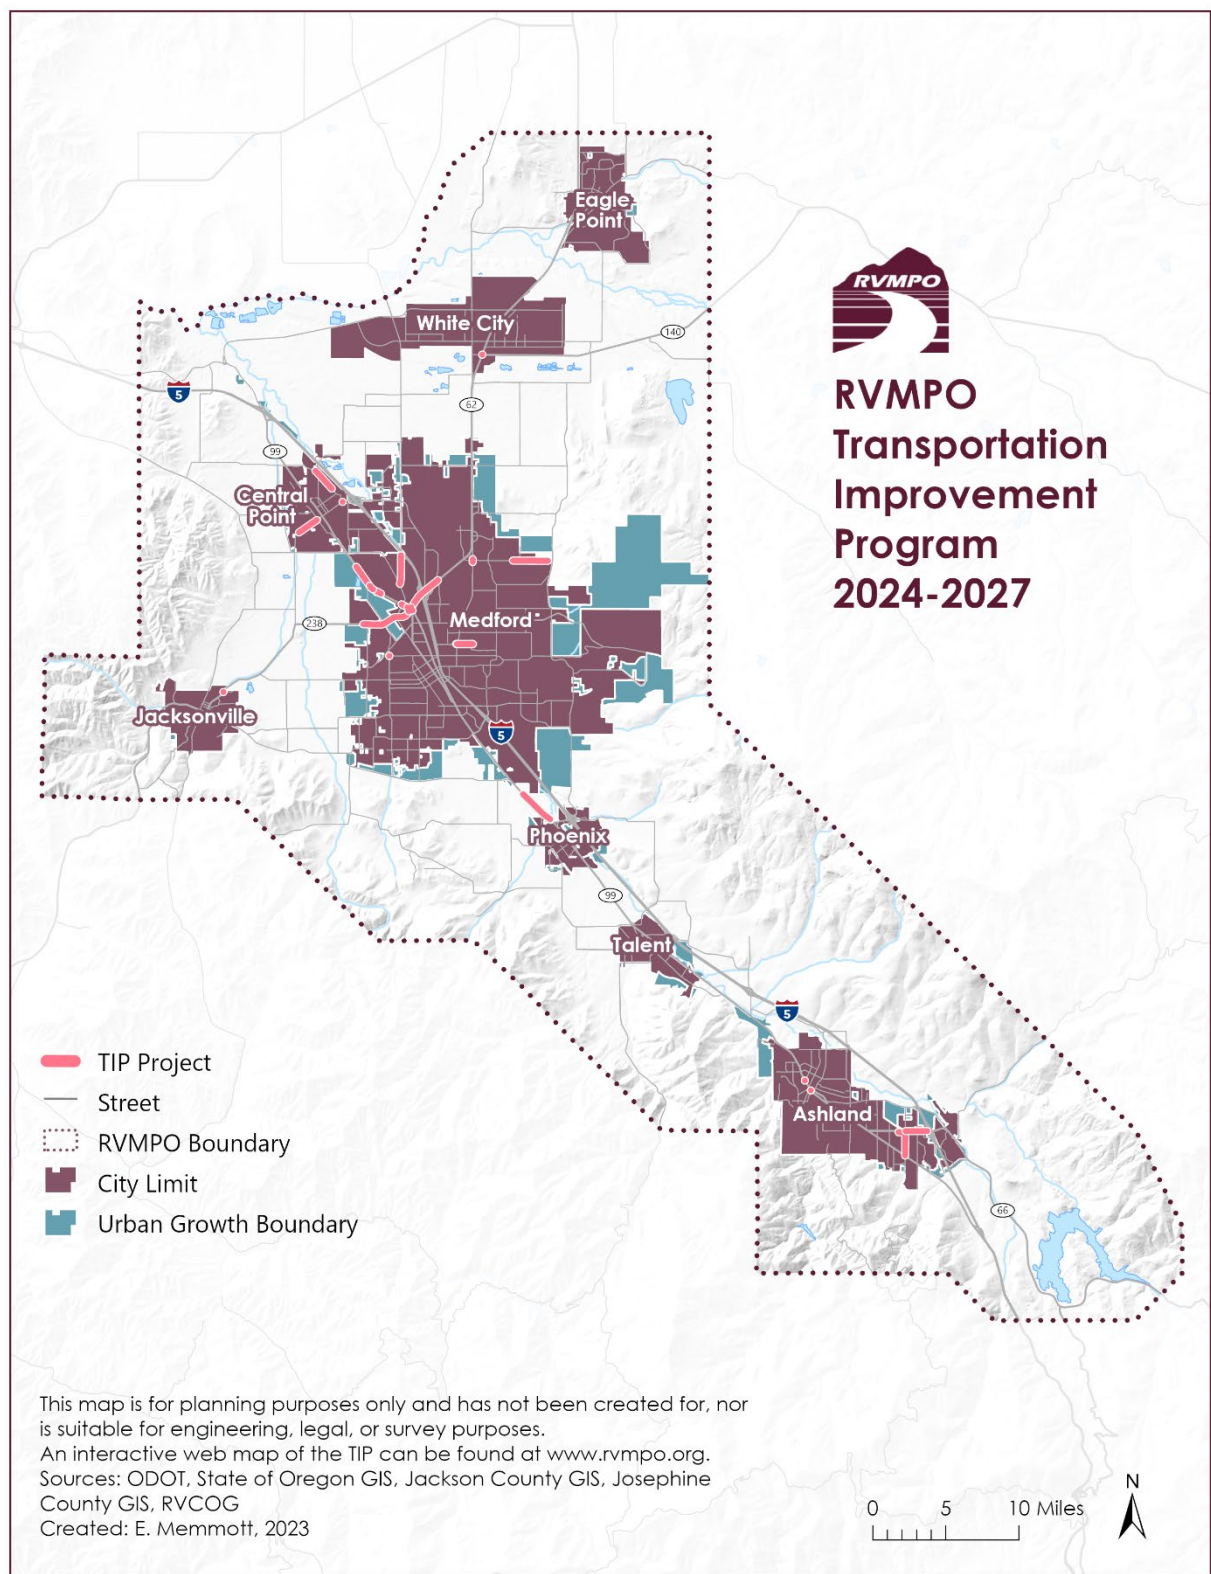 Eagle
Point
RVMPO
White City
140
5
62
RVMPO
Transportation
Improvement
Program
2024-2027
99
Central
Point
238
Medford
Jacksonville
5
Phoenix
99
Talent
5
Ashland
66
TIP Project
Street
RVMPO Boundary
City Limit
Urban Growth Boundary
This map is for planning purposes only and has not been created for, nor
is suitable for engineering, legal, or survey purposes.
An interactive web map of the TIP can be found at www.rvmpo.org.
Sources: ODOT, State of Oregon GIS, Jackson County GIS, Josephine
County GIS, RVCOG
Created: E. Memmott, 2023
0 5 10 Miles
N